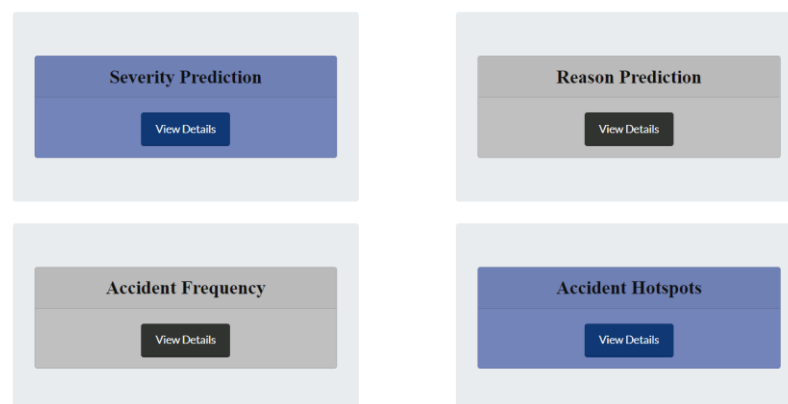 Severity Prediction
View Details
Reason Prediction
View Details
Accident Frequency
View Details
Accident Hotspots
View Details